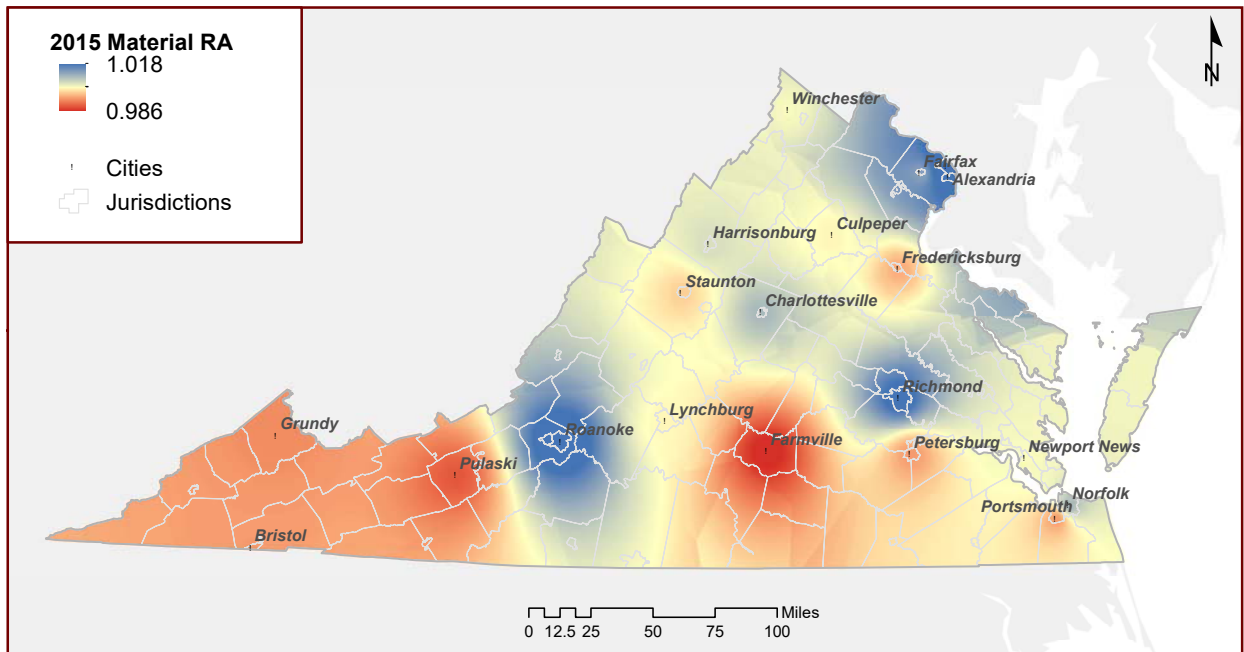 2015 Material RA
1.018
0.986
Cities
Jurisdictions
N
Winchester
Fairfax
Alexandria
Culpeper
Harrisonburg
Fredericksburg
Staunton
Charlottesville
Richmond
Lynchburg
Grundy
Roanoke
Farmville
Petersburg
Newport News
Pulaski
Norfolk
Portsmouth
Bristol
Miles
0 12.5 25 50 75 100